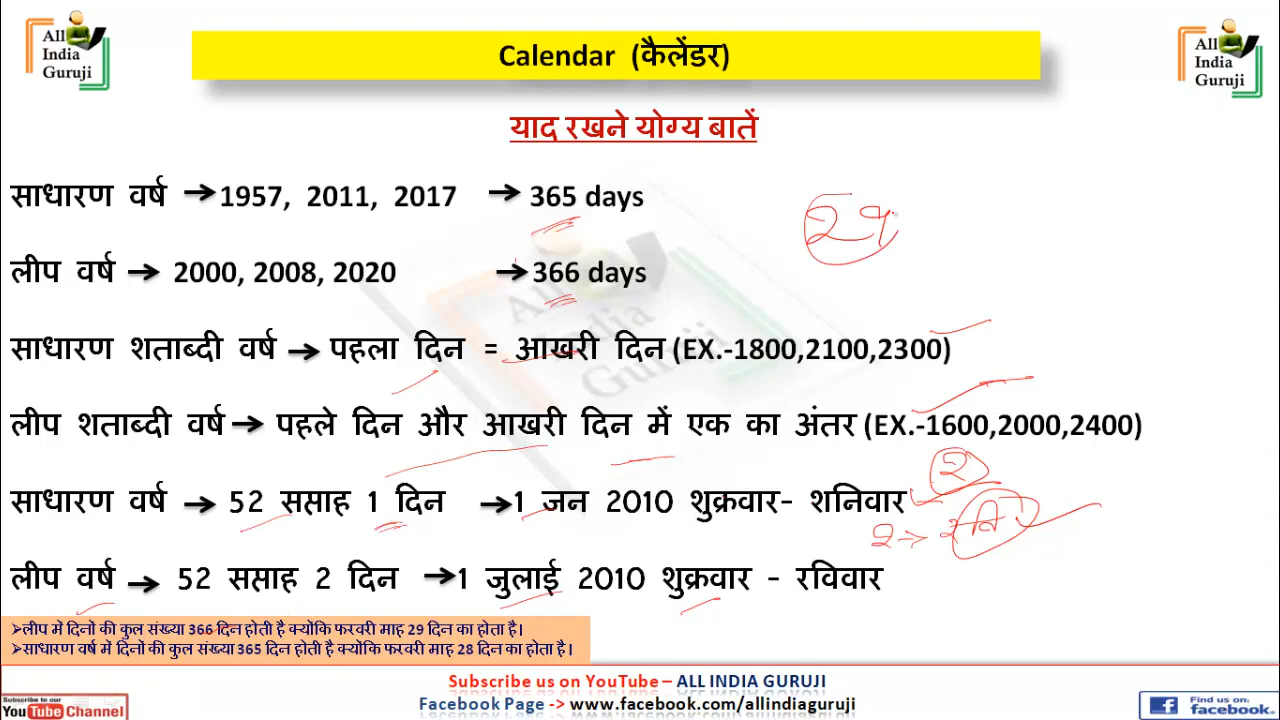 All India Guruji
Calendar (कैलेंडर)
All India Guruji
याद रखने योग्य बातें
साधारण वर्ष → 1957, 2011, 2017 → 365 days
२९
लीप वर्ष → 2000, 2008, 2020 → 366 days
साधारण शताब्दी वर्ष → पहला दिन = आखरी दिन (EX.-1800,2100,2300)
लीप शताब्दी वर्ष → पहले दिन और आखरी दिन में एक का अंतर (EX.-1600,2000,2400)
साधारण वर्ष → 52 सप्ताह 1 दिन → 1 जन 2010 शुक्रवार- शनिवार
२
२ →
लीप वर्ष → 52 सप्ताह 2 दिन → 1 जुलाई 2010 शुक्रवार - रविवार
➢लीप में दिनों की कुल संख्या 366 दिन होती है क्योंकि फरवरी माह 29 दिन का होता है।
➢साधारण वर्ष में दिनों की कुल संख्या 365 दिन होती है क्योंकि फरवरी माह 28 दिन का होता है।
Subscribe us on YouTube – ALL INDIA GURUJI
Facebook Page -> www.facebook.com/allindiaguruji
Subscribe to our
YouTube Channel
Find us on:
facebook.